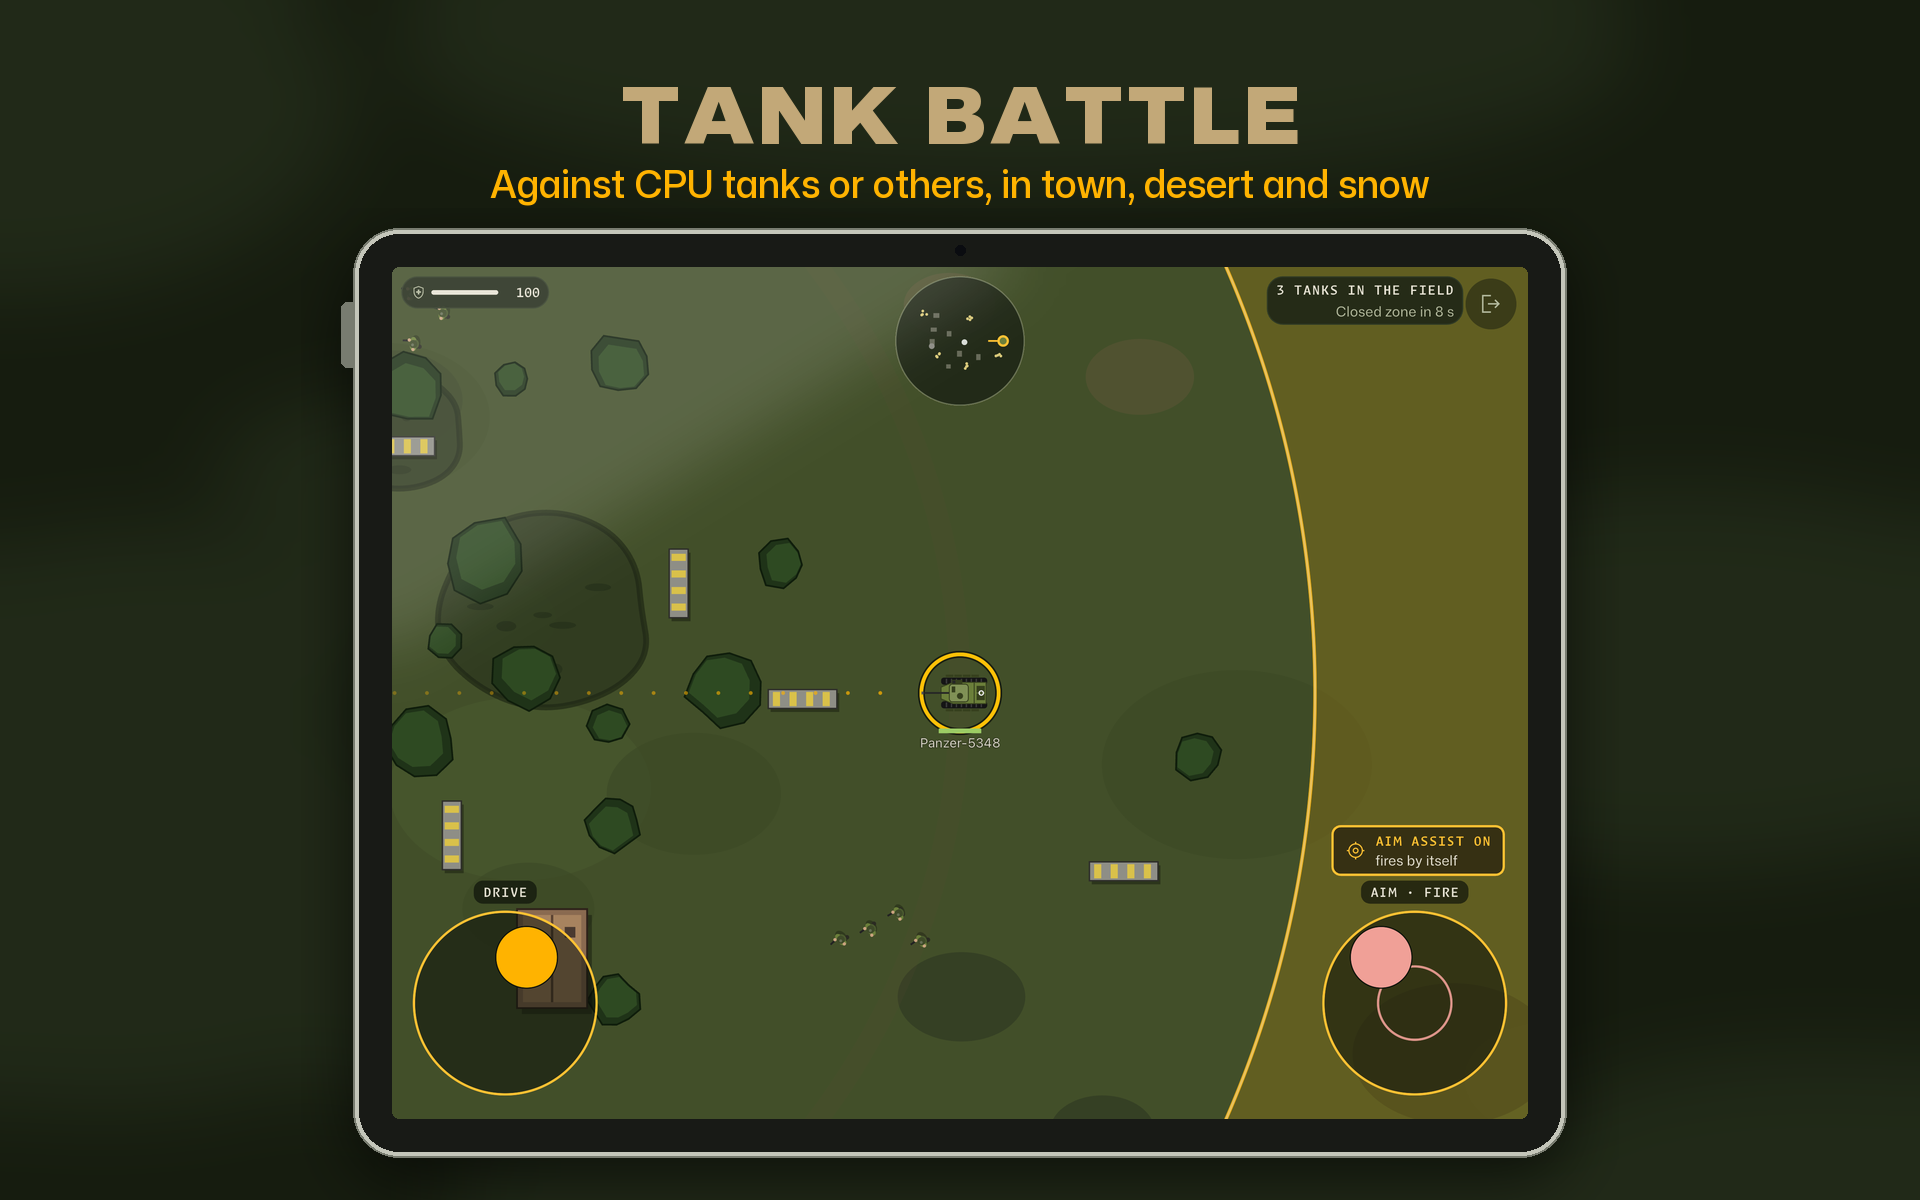 TANK BATTLE
Against CPU tanks or others, in town, desert and snow
100
3 TANKS IN THE FIELD
Closed zone in 8 s
Panzer-5348
AIM ASSIST ON
fires by itself
DRIVE
AIM · FIRE